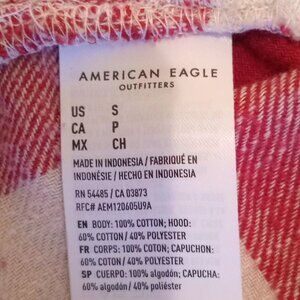 AMERICAN EAGLE
OUTFITTERS
US S
CA P
MX CH
MADE IN INDONESIA / FABRIQUÉ EN
INDONÉSIE / HECHO EN INDONESIA
RN 54485 / CA 03873
RFC# AEM120605U9A
EN BODY: 100% COTTON; HOOD:
60% COTTON / 40% POLYESTER
FR CORPS: 100% COTON; CAPUCHON:
60% COTON / 40% POLYESTER
SP CUERPO: 100% algodón; CAPUCHA:
60% algodón / 40% poliéster